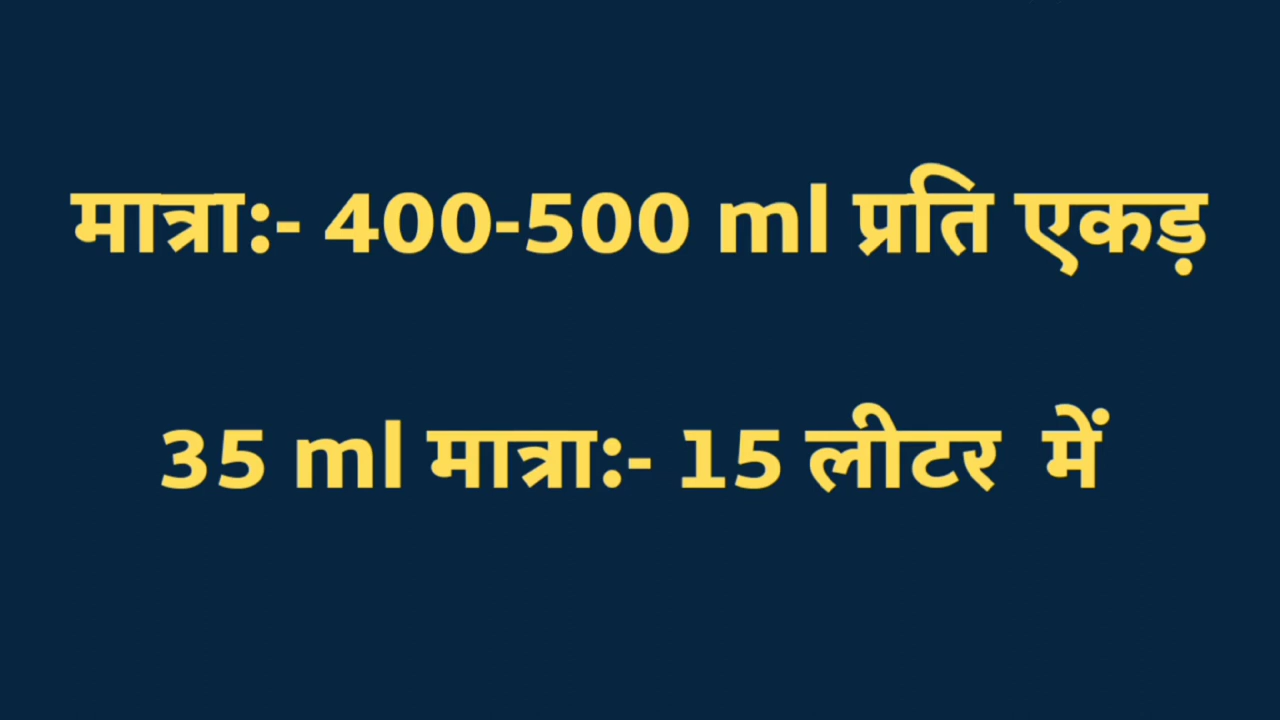 मात्रा:- 400-500 ml प्रति एकड़
35 ml मात्रा:- 15 लीटर में